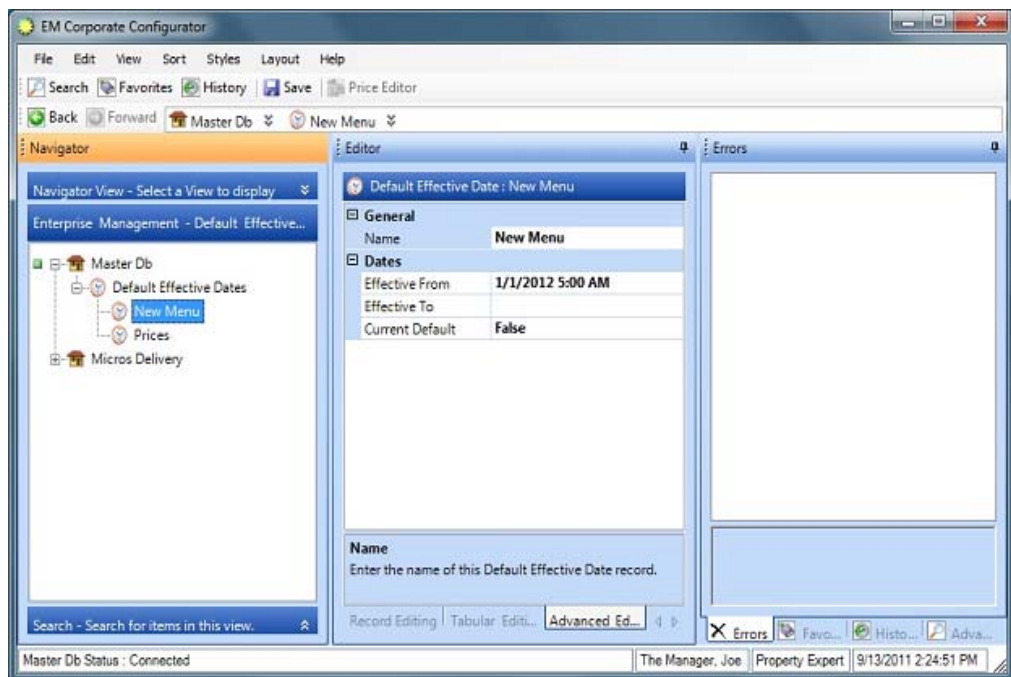 EM Corporate Configurator
File Edit View Sort Styles Layout Help
Search Favorites History Save Price Editor
Back Forward Master Db New Menu
Navigator
Navigator View - Select a View to display
Enterprise Management - Default Effective...
Master Db
Default Effective Dates
New Menu
Prices
Micros Delivery
Search - Search for items in this view.
Editor
Default Effective Date : New Menu
General
Name New Menu
Dates
Effective From 1/1/2012 5:00 AM
Effective To
Current Default False
Name
Enter the name of this Default Effective Date record.
Record Editing Tabular Editi... Advanced Ed...
Errors
Errors Favo... Histo... Adva...
Master Db Status : Connected
The Manager, Joe Property Expert 9/13/2011 2:24:51 PM